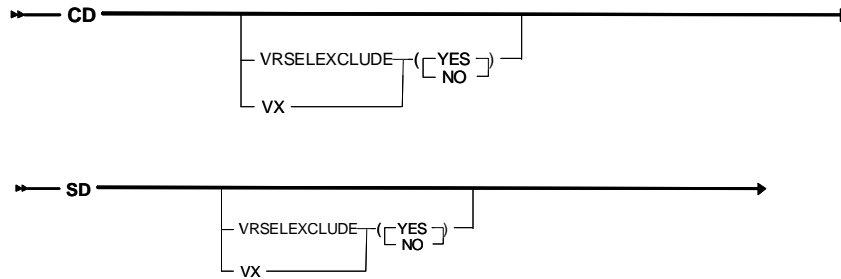 CD
VRSELEXCLUDE ( YES )
NO
VX
SD
VRSELEXCLUDE ( YES )
NO
VX